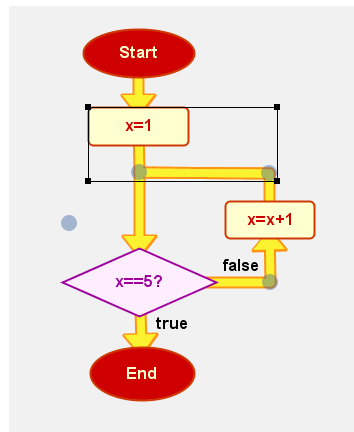 Start
x=1
x=x+1
false
x==5?
true
End